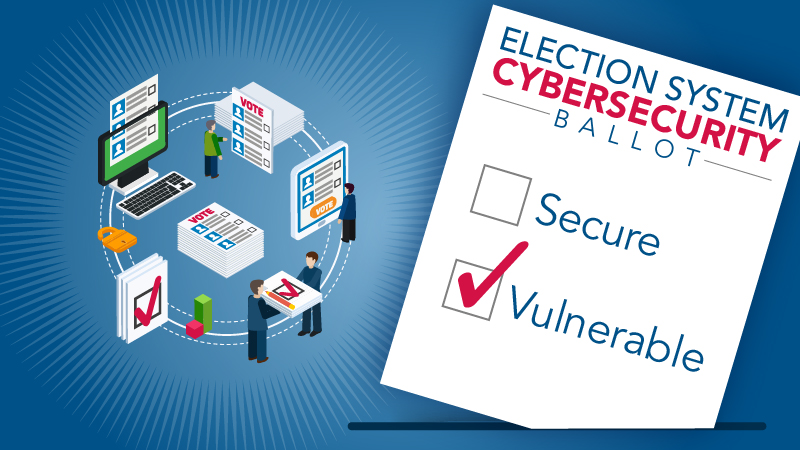 ELECTION SYSTEM
CYBERSECURITY
BALLOT
Secure
Vulnerable
VOTE
VOTE
VOTE